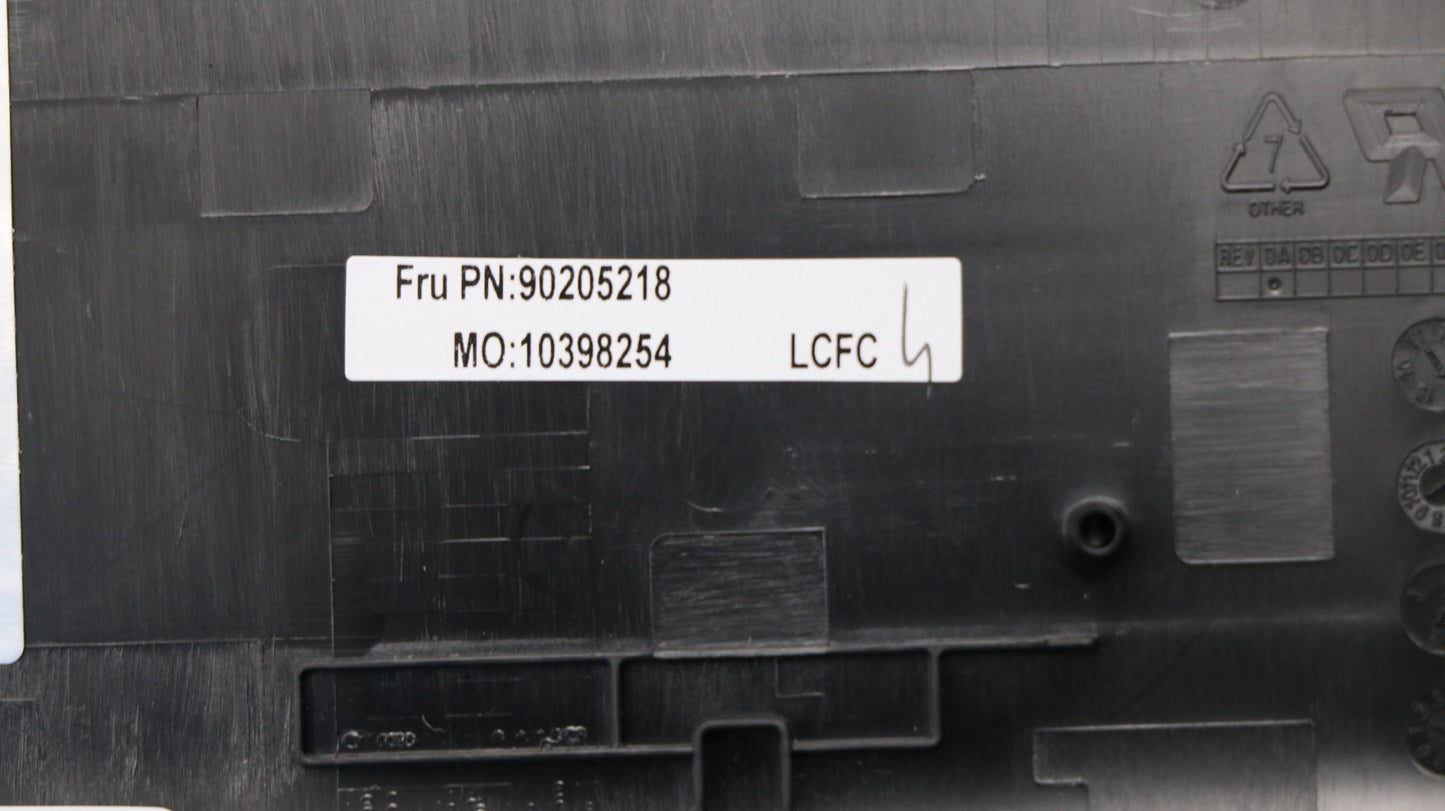 Fru PN:90205218
MO:10398254 LCFC
7
OTHER
REV 0A 0B 0C 0D 0E